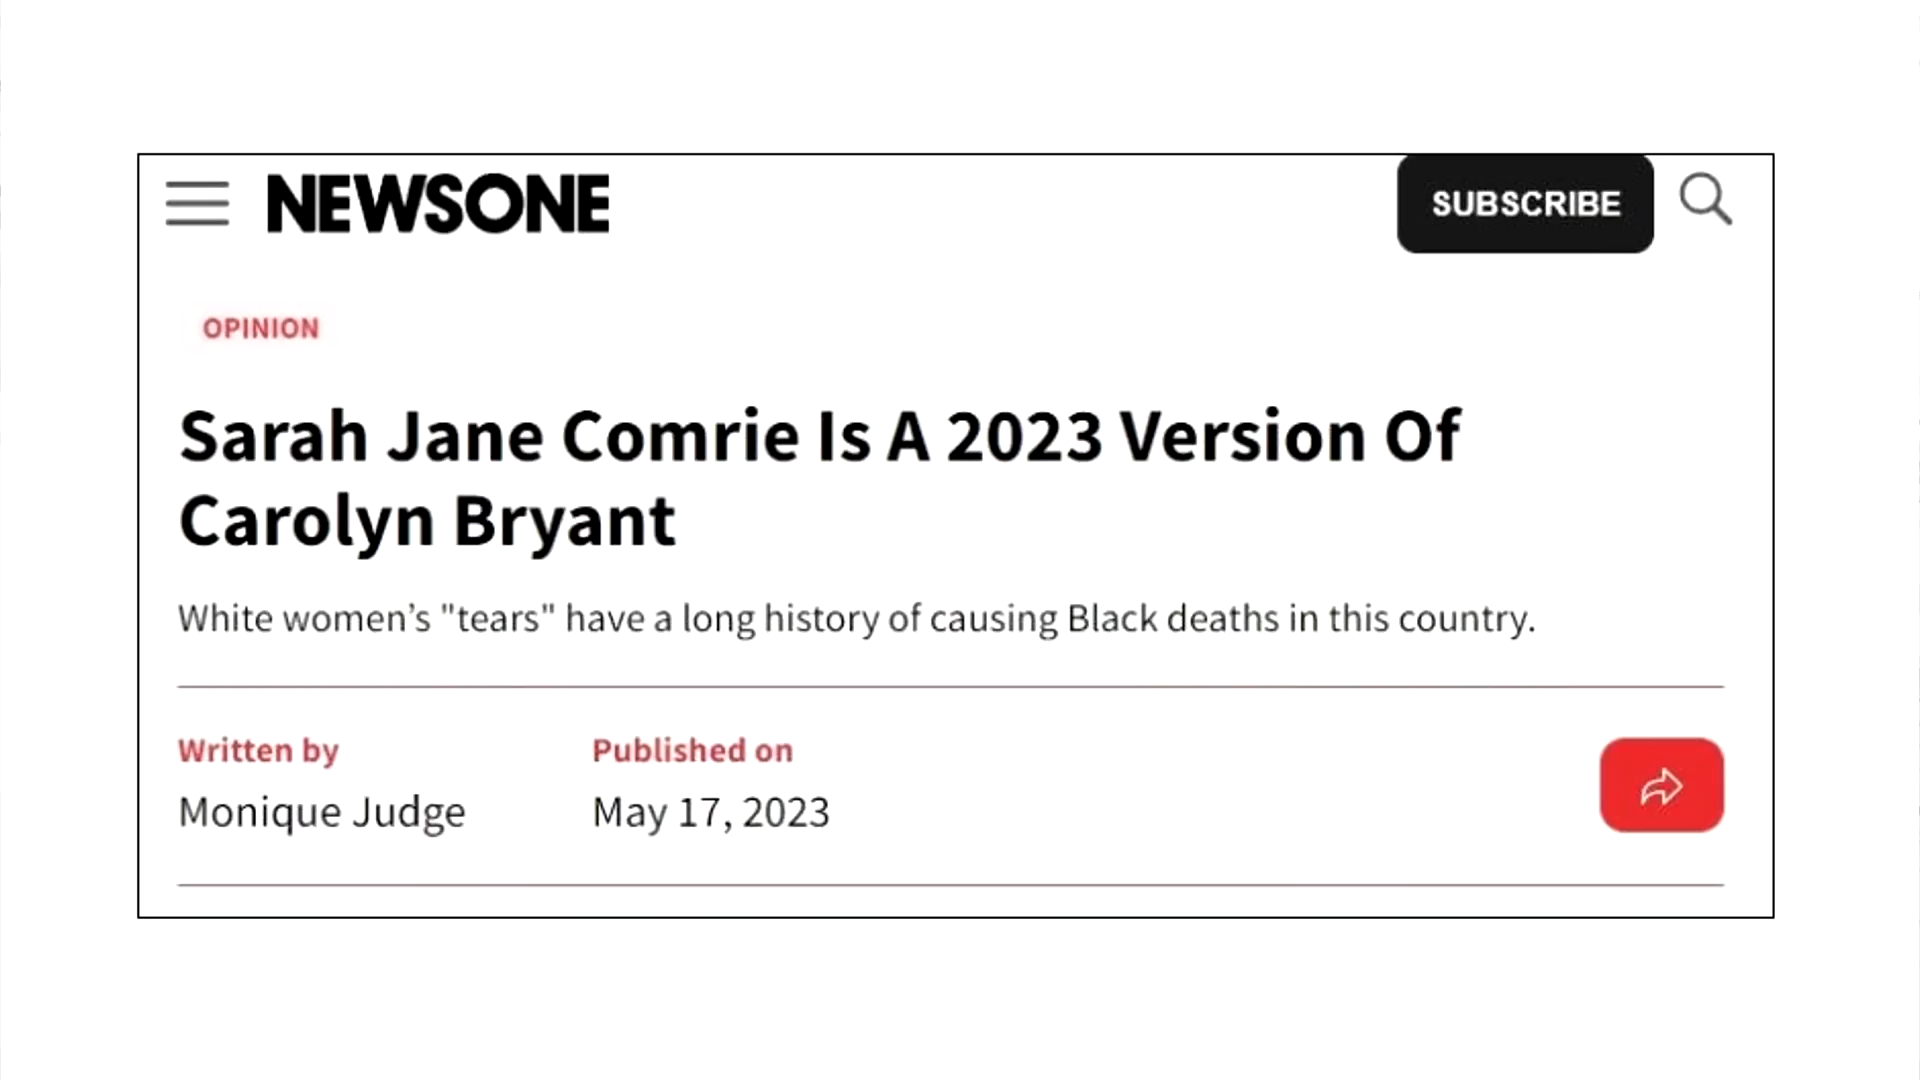 NEWSONE
SUBSCRIBE
OPINION
Sarah Jane Comrie Is A 2023 Version Of
Carolyn Bryant
White women’s "tears" have a long history of causing Black deaths in this country.
Written by
Published on
Monique Judge
May 17, 2023